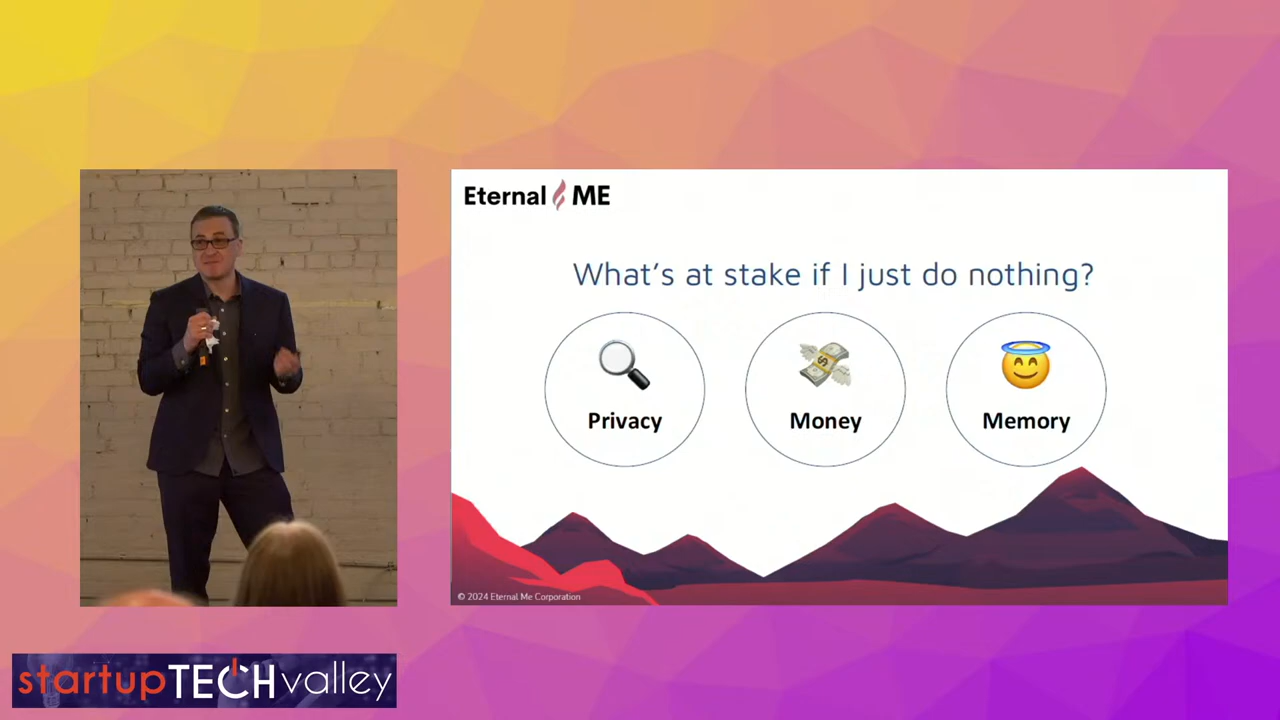 Eternal ME
What's at stake if I just do nothing?
Privacy
Money
Memory
© 2024 Eternal Me Corporation
startupTECHvalley